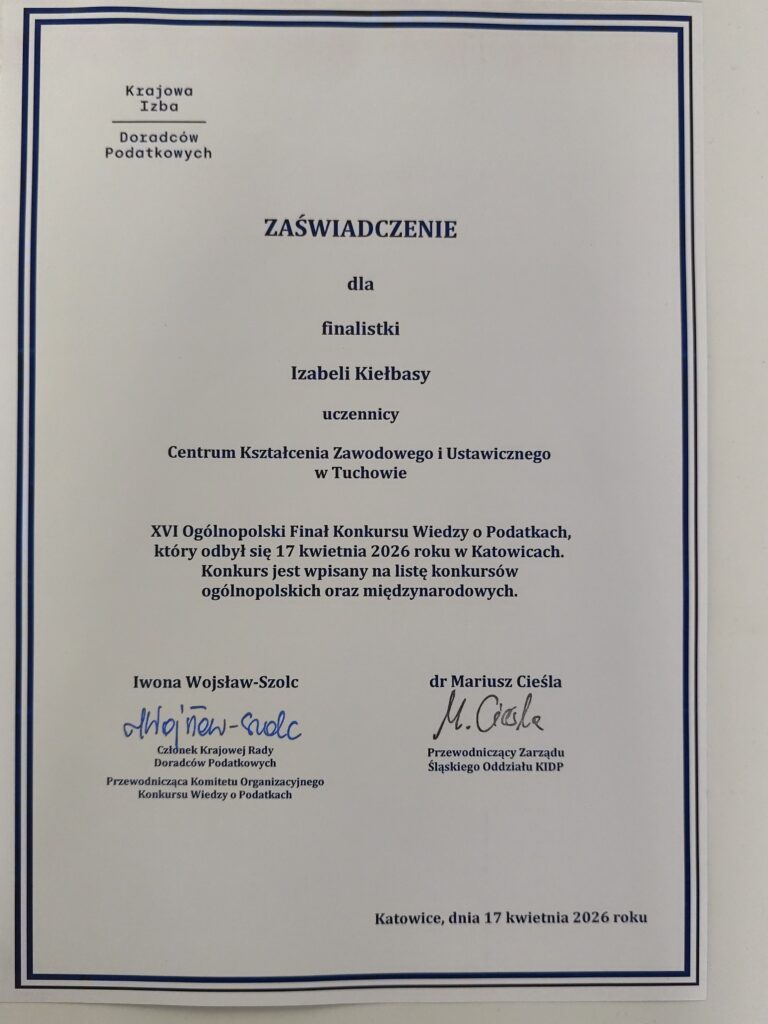 Krajowa
Izba
Doradców
Podatkowych
ZAŚWIADCZENIE
dla
finalistki
Izabeli Kiełbasy
uczennicy
Centrum Kształcenia Zawodowego i Ustawicznego
w Tuchowie
XVI Ogólnopolski Finał Konkursu Wiedzy o Podatkach,
który odbył się 17 kwietnia 2026 roku w Katowicach.
Konkurs jest wpisany na listę konkursów
ogólnopolskich oraz międzynarodowych.
Iwona Wojsław-Szolc
Członek Krajowej Rady
Doradców Podatkowych
Przewodnicząca Komitetu Organizacyjnego
Konkursu Wiedzy o Podatkach
dr Mariusz Cieśla
M. Cieśla
Przewodniczący Zarządu
Śląskiego Oddziału KIDP
Katowice, dnia 17 kwietnia 2026 roku